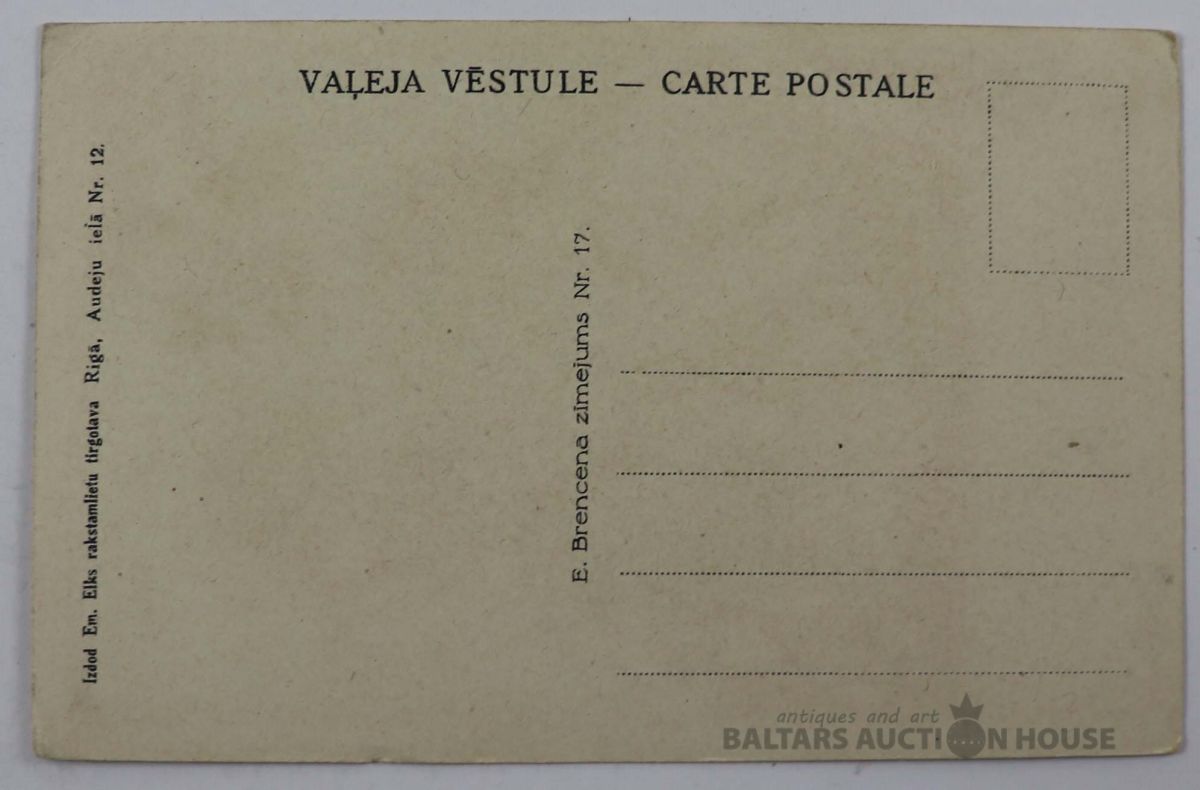 VAĻEJA VĒSTULE — CARTE POSTALE
Izdod Em. Elks rakstamlietu tirgotava Rigā, Audeju ielā Nr. 12.
E. Brencena zīmejums Nr. 17.
antiques and art
BALTARS AUCTION HOUSE